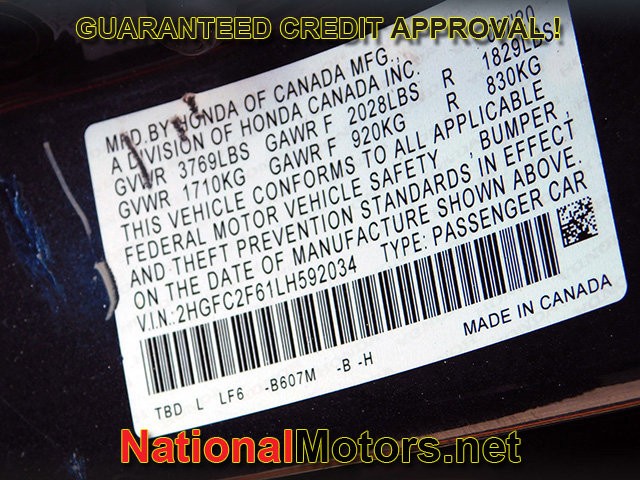 GUARANTEED CREDIT APPROVAL!
MFD.BY HONDA OF CANADA MFG.,
A DIVISION OF HONDA CANADA INC.
GVWR 3769LBS GAWR F 2028LBS R 1829LBS
GVWR 1710KG GAWR F 920KG R 830KG
THIS VEHICLE CONFORMS TO ALL APPLICABLE
FEDERAL MOTOR VEHICLE SAFETY, BUMPER,
AND THEFT PREVENTION STANDARDS IN EFFECT
ON THE DATE OF MANUFACTURE SHOWN ABOVE.
V.I.N.:2HGFC2F61LH592034 TYPE: PASSENGER CAR
MADE IN CANADA
TBD L LF6 -B607M -B -H
NationalMotors.net